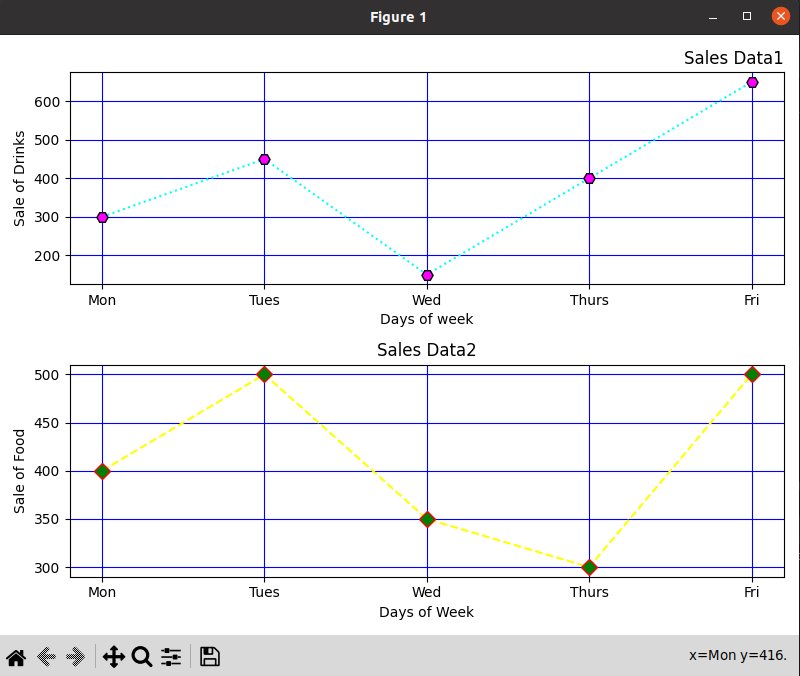 Figure 1
Sales Data1
600
500
400
300
200
Sale of Drinks
Mon Tues Wed Thurs Fri
Days of week
Sales Data2
500
450
400
350
300
Sale of Food
Mon Tues Wed Thurs Fri
Days of Week
x=Mon y=416.